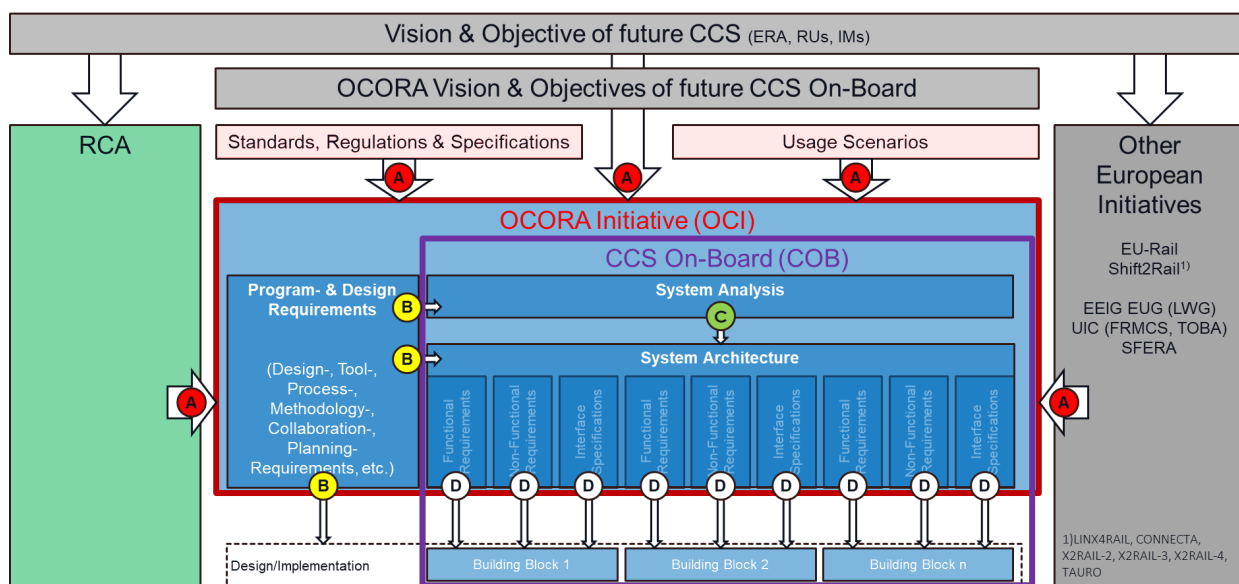 Vision & Objective of future CCS (ERA, RUs, IMs)
OCORA Vision & Objectives of future CCS On-Board
RCA
Standards, Regulations & Specifications
Usage Scenarios
Other
European
Initiatives
EU-Rail
Shift2Rail1)
EEIG EUG (LWG)
UIC (FRMCS, TOBA)
SFERA
1)LINX4RAIL, CONNECTA,
X2RAIL-2, X2RAIL-3, X2RAIL-4,
TAURO
A
A
A
OCORA Initiative (OCI)
CCS On-Board (COB)
Program- & Design
Requirements
(Design-, Tool-,
Process-,
Methodology-,
Collaboration-,
Planning-
Requirements, etc.)
B
System Analysis
C
B
System Architecture
A
A
Functional
Requirements
Non-Functional
Requirements
Interface
Specifications
Functional
Requirements
Non-Functional
Requirements
Interface
Specifications
Functional
Requirements
Non-Functional
Requirements
Interface
Specifications
B
D
D
D
D
D
D
D
D
D
Design/Implementation
Building Block 1
Building Block 2
Building Block n